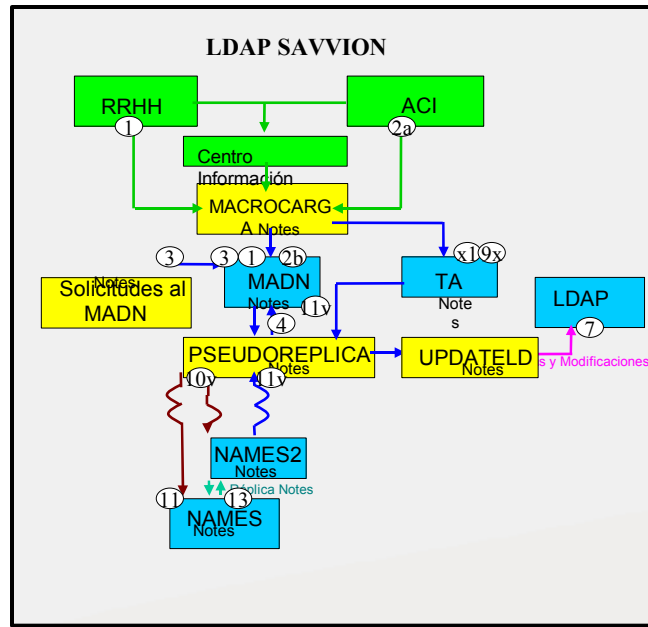 LDAP SAVVION
RRHH
ACI
1
2a
Centro
Información
MACROCARG
A Notes
3
3
1
2b
x1
9x
Notes
Solicitudes al
MADN
MADN
Notes
11v
TA
Note
s
LDAP
4
7
PSEUDOREPLICA
Notes
UPDATELD
Notes
s y Modificaciones
10v
11v
NAMES2
Notes
Réplica Notes
11
13
NAMES
Notes